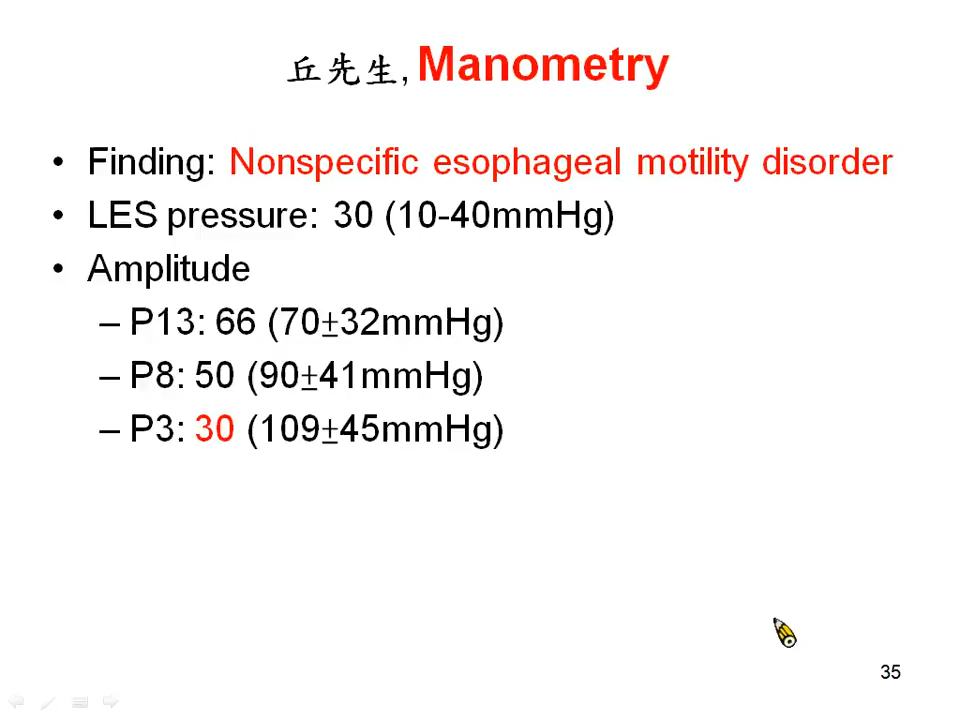 丘先生, Manometry
• Finding: Nonspecific esophageal motility disorder
• LES pressure: 30 (10-40mmHg)
• Amplitude
– P13: 66 (70±32mmHg)
– P8: 50 (90±41mmHg)
– P3: 30 (109±45mmHg)
35